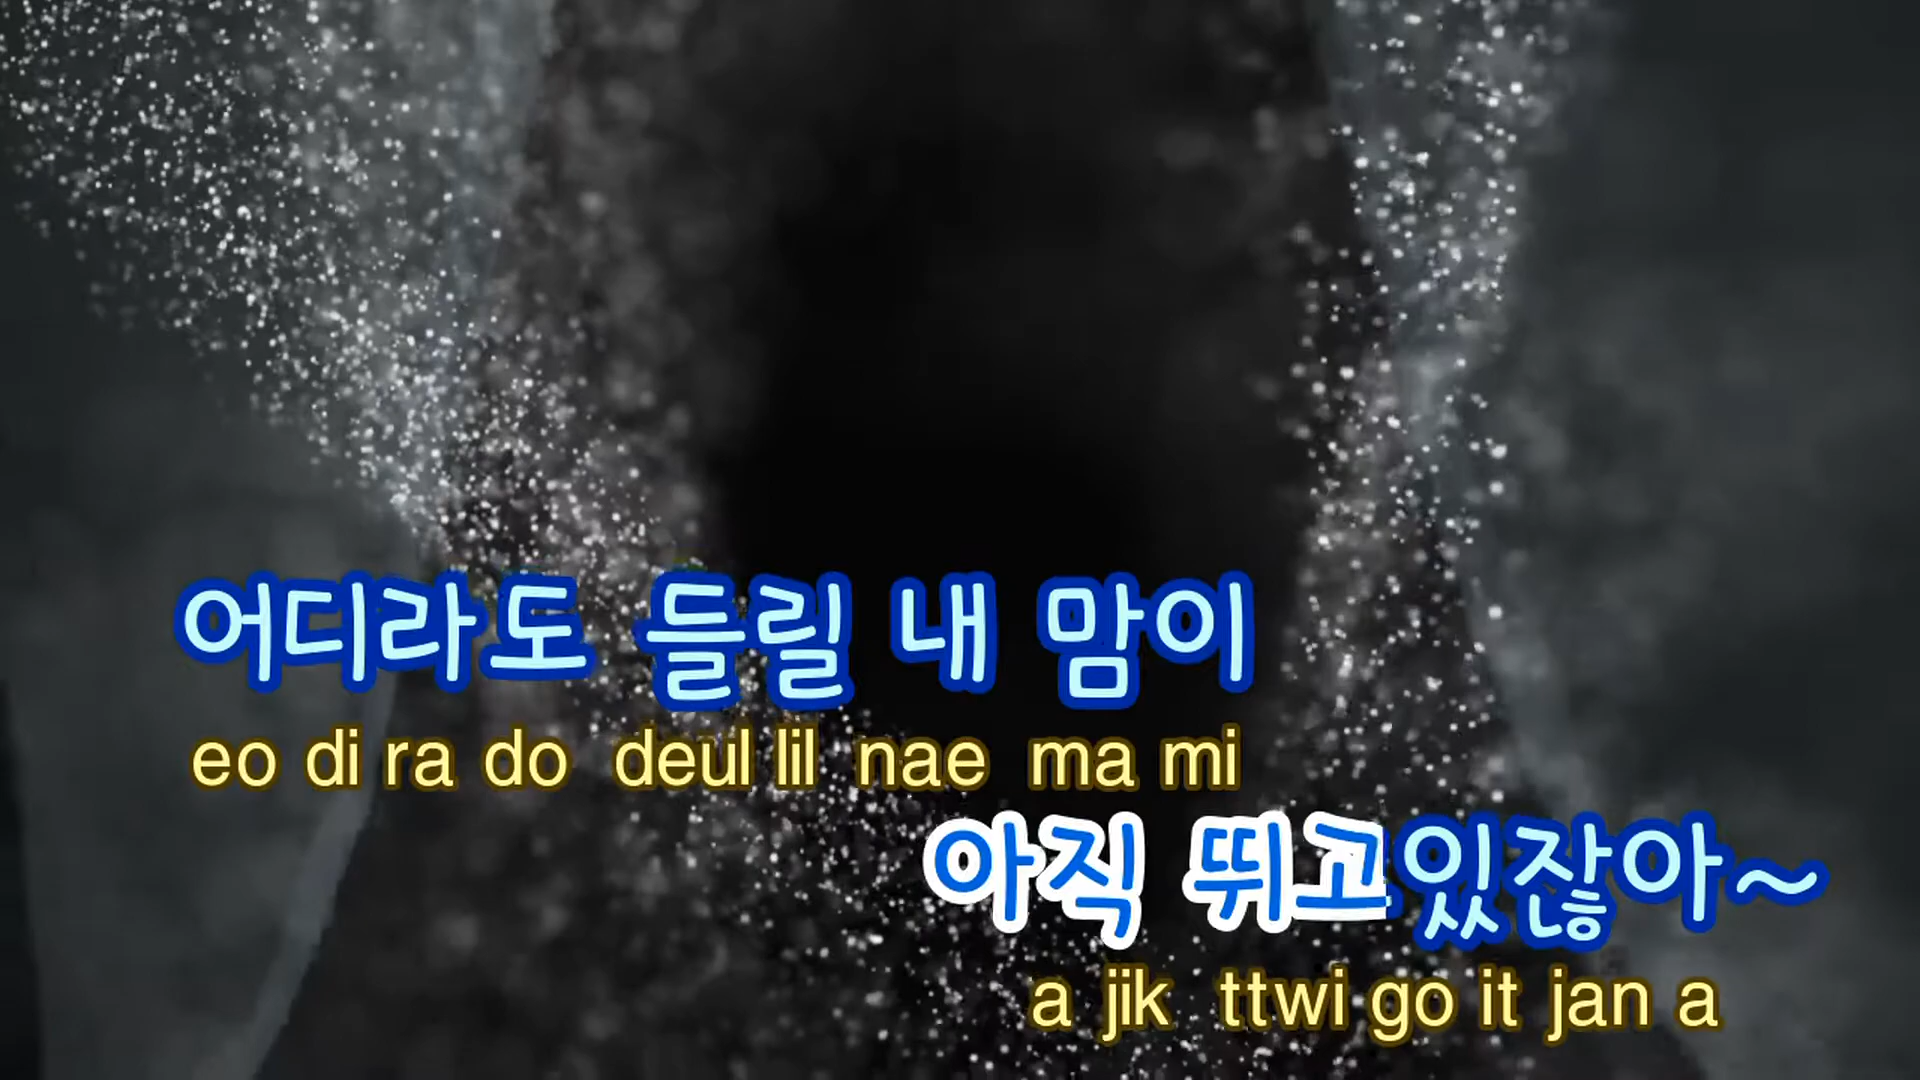 어디라도 들릴 내 맘이
eo di ra do deul lil nae ma mi
아직 뛰고있잖아~
a jik ttwi go it jan a